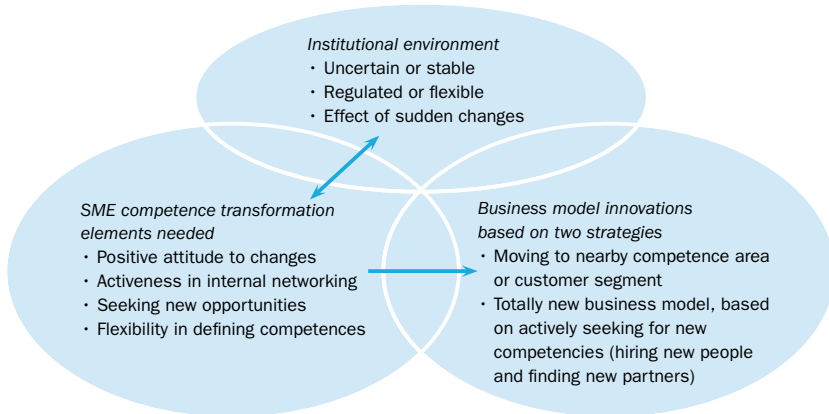 Institutional environment
· Uncertain or stable
· Regulated or flexible
· Effect of sudden changes
SME competence transformation
elements needed
· Positive attitude to changes
· Activeness in internal networking
· Seeking new opportunities
· Flexibility in defining competences
Business model innovations
based on two strategies
· Moving to nearby competence area
or customer segment
· Totally new business model, based
on actively seeking for new
competencies (hiring new people
and finding new partners)